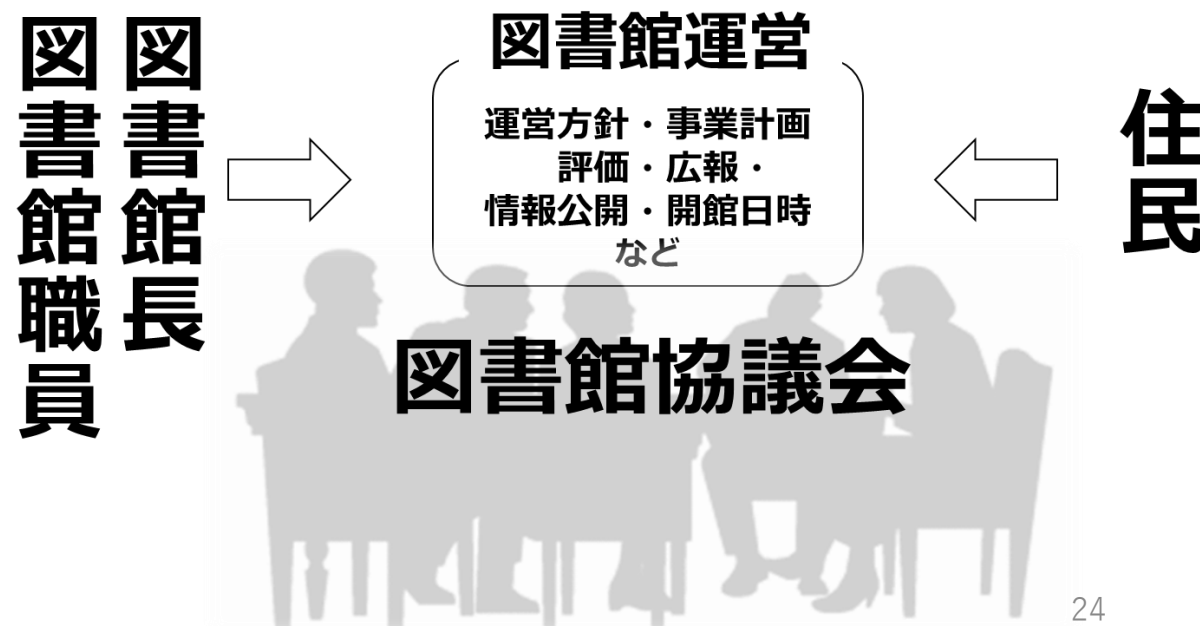 図書館長
図書館職員
図書館運営
運営方針・事業計画
評価・広報・
情報公開・開館日時
など
住民
図書館協議会
24